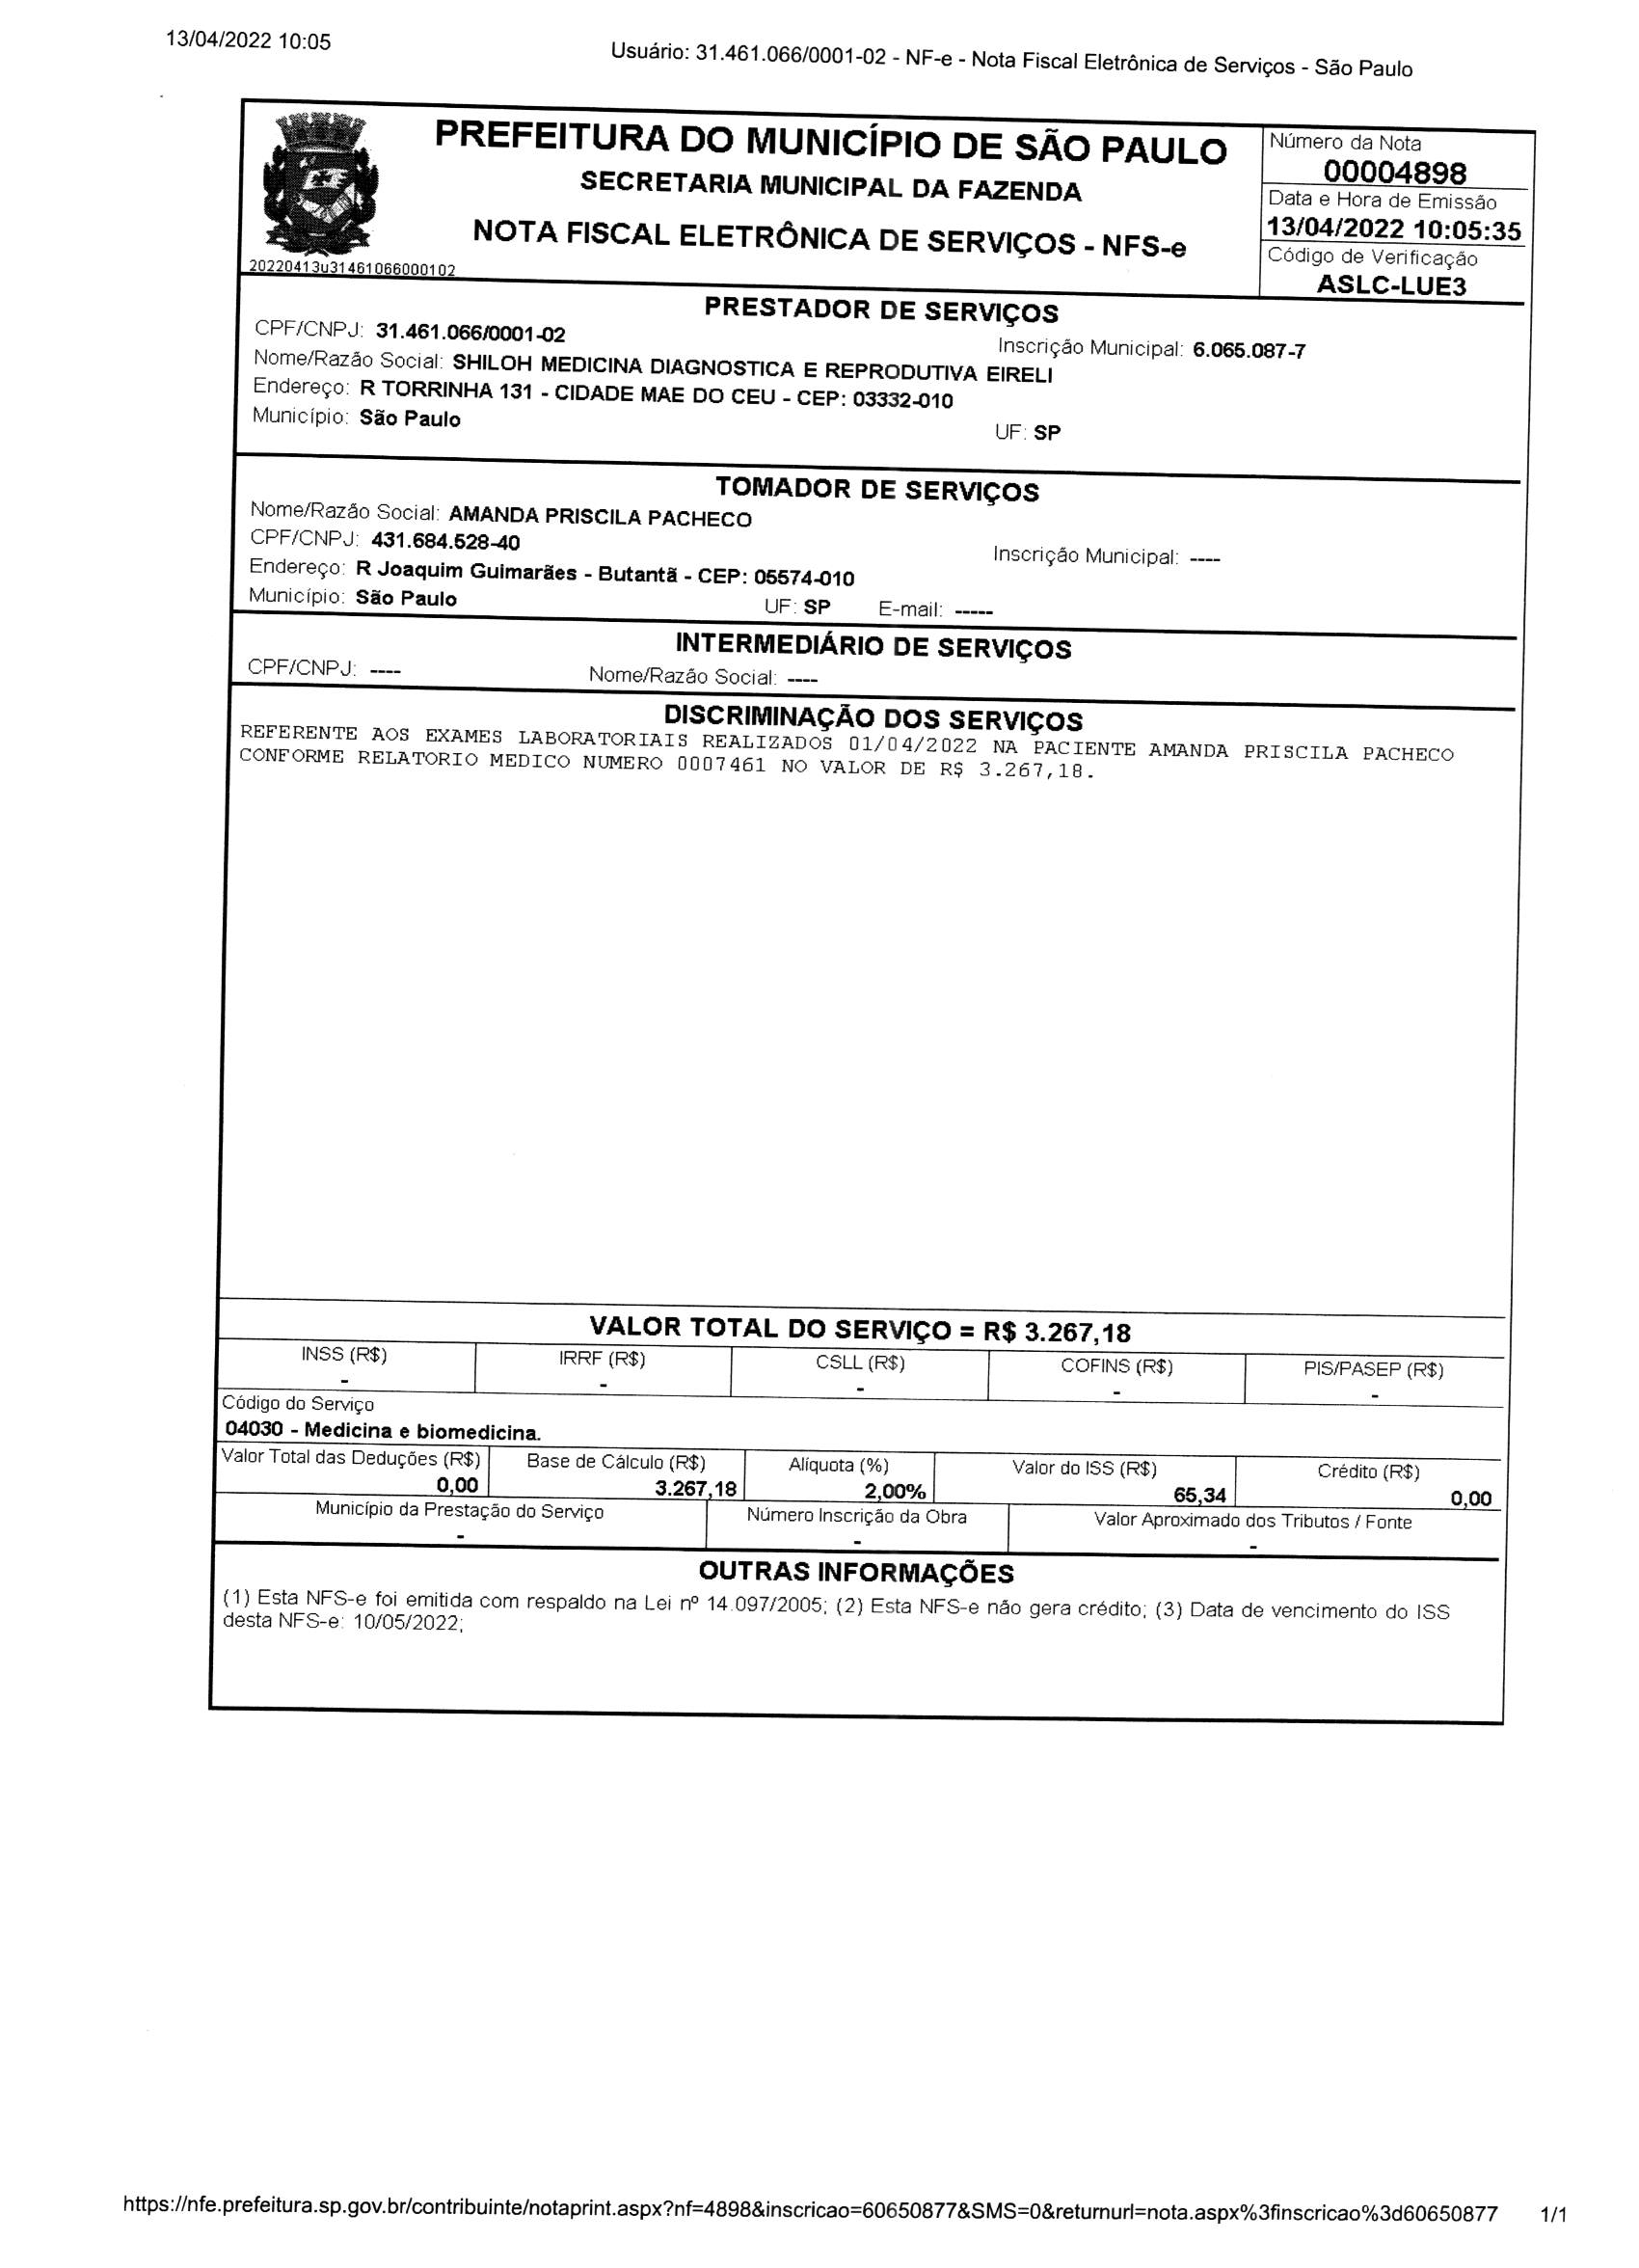 13/04/2022 10:05
Usuário: 31.461.066/0001-02 - NF-e - Nota Fiscal Eletrônica de Serviços - São Paulo
PREFEITURA DO MUNICÍPIO DE SÃO PAULO
SECRETARIA MUNICIPAL DA FAZENDA
NOTA FISCAL ELETRÔNICA DE SERVIÇOS - NFS-e
20220413u31461066000102
Número da Nota
00004898
Data e Hora de Emissão
13/04/2022 10:05:35
Código de Verificação
ASLC-LUE3
PRESTADOR DE SERVIÇOS
CPF/CNPJ: 31.461.066/0001-02 Inscrição Municipal: 6.065.087-7
Nome/Razão Social: SHILOH MEDICINA DIAGNOSTICA E REPRODUTIVA EIRELI
Endereço: R TORRINHA 131 - CIDADE MAE DO CEU - CEP: 03332-010
Município: São Paulo UF: SP
TOMADOR DE SERVIÇOS
Nome/Razão Social: AMANDA PRISCILA PACHECO
CPF/CNPJ: 431.684.528-40 Inscrição Municipal: ----
Endereço: R Joaquim Guimarães - Butantã - CEP: 05574-010
Município: São Paulo UF: SP E-mail: -----
INTERMEDIÁRIO DE SERVIÇOS
CPF/CNPJ: ---- Nome/Razão Social: ----
DISCRIMINAÇÃO DOS SERVIÇOS
REFERENTE AOS EXAMES LABORATORIAIS REALIZADOS 01/04/2022 NA PACIENTE AMANDA PRISCILA PACHECO
CONFORME RELATORIO MEDICO NUMERO 0007461 NO VALOR DE R$ 3.267,18.
VALOR TOTAL DO SERVIÇO = R$ 3.267,18
INSS (R$) IRRF (R$) CSLL (R$) COFINS (R$) PIS/PASEP (R$)
- - - - -
Código do Serviço
04030 - Medicina e biomedicina.
Valor Total das Deduções (R$) Base de Cálculo (R$) Alíquota (%) Valor do ISS (R$) Crédito (R$)
0,00 3.267,18 2,00% 65,34 0,00
Município da Prestação do Serviço Número Inscrição da Obra Valor Aproximado dos Tributos / Fonte
- - -
OUTRAS INFORMAÇÕES
(1) Esta NFS-e foi emitida com respaldo na Lei nº 14.097/2005; (2) Esta NFS-e não gera crédito; (3) Data de vencimento do ISS
desta NFS-e: 10/05/2022;
https://nfe.prefeitura.sp.gov.br/contribuinte/notaprint.aspx?nf=4898&inscricao=60650877&SMS=0&returnurl=nota.aspx%3finscricao%3d60650877 1/1